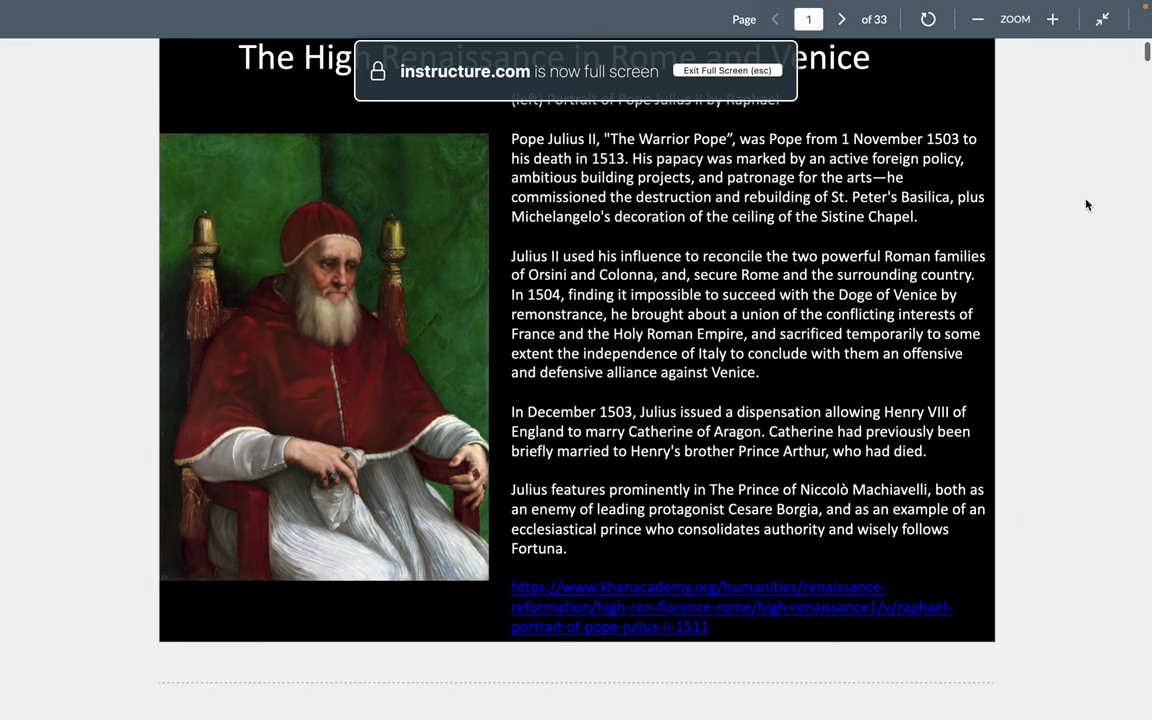 Page 1 of 33 ZOOM
The High Renaissance in Rome and Venice
instructure.com is now full screen Exit Full Screen (esc)
(left) Portrait of Pope Julius II by Raphael
Pope Julius II, "The Warrior Pope”, was Pope from 1 November 1503 to
his death in 1513. His papacy was marked by an active foreign policy,
ambitious building projects, and patronage for the arts—he
commissioned the destruction and rebuilding of St. Peter's Basilica, plus
Michelangelo's decoration of the ceiling of the Sistine Chapel.
Julius II used his influence to reconcile the two powerful Roman families
of Orsini and Colonna, and, secure Rome and the surrounding country.
In 1504, finding it impossible to succeed with the Doge of Venice by
remonstrance, he brought about a union of the conflicting interests of
France and the Holy Roman Empire, and sacrificed temporarily to some
extent the independence of Italy to conclude with them an offensive
and defensive alliance against Venice.
In December 1503, Julius issued a dispensation allowing Henry VIII of
England to marry Catherine of Aragon. Catherine had previously been
briefly married to Henry's brother Prince Arthur, who had died.
Julius features prominently in The Prince of Niccolò Machiavelli, both as
an enemy of leading protagonist Cesare Borgia, and as an example of an
ecclesiastical prince who consolidates authority and wisely follows
Fortuna.
https://www.khanacademy.org/humanities/renaissance-
reformation/high-ren-florence-rome/high-renaissance1/v/raphael-
portrait-of-pope-julius-ii-1511